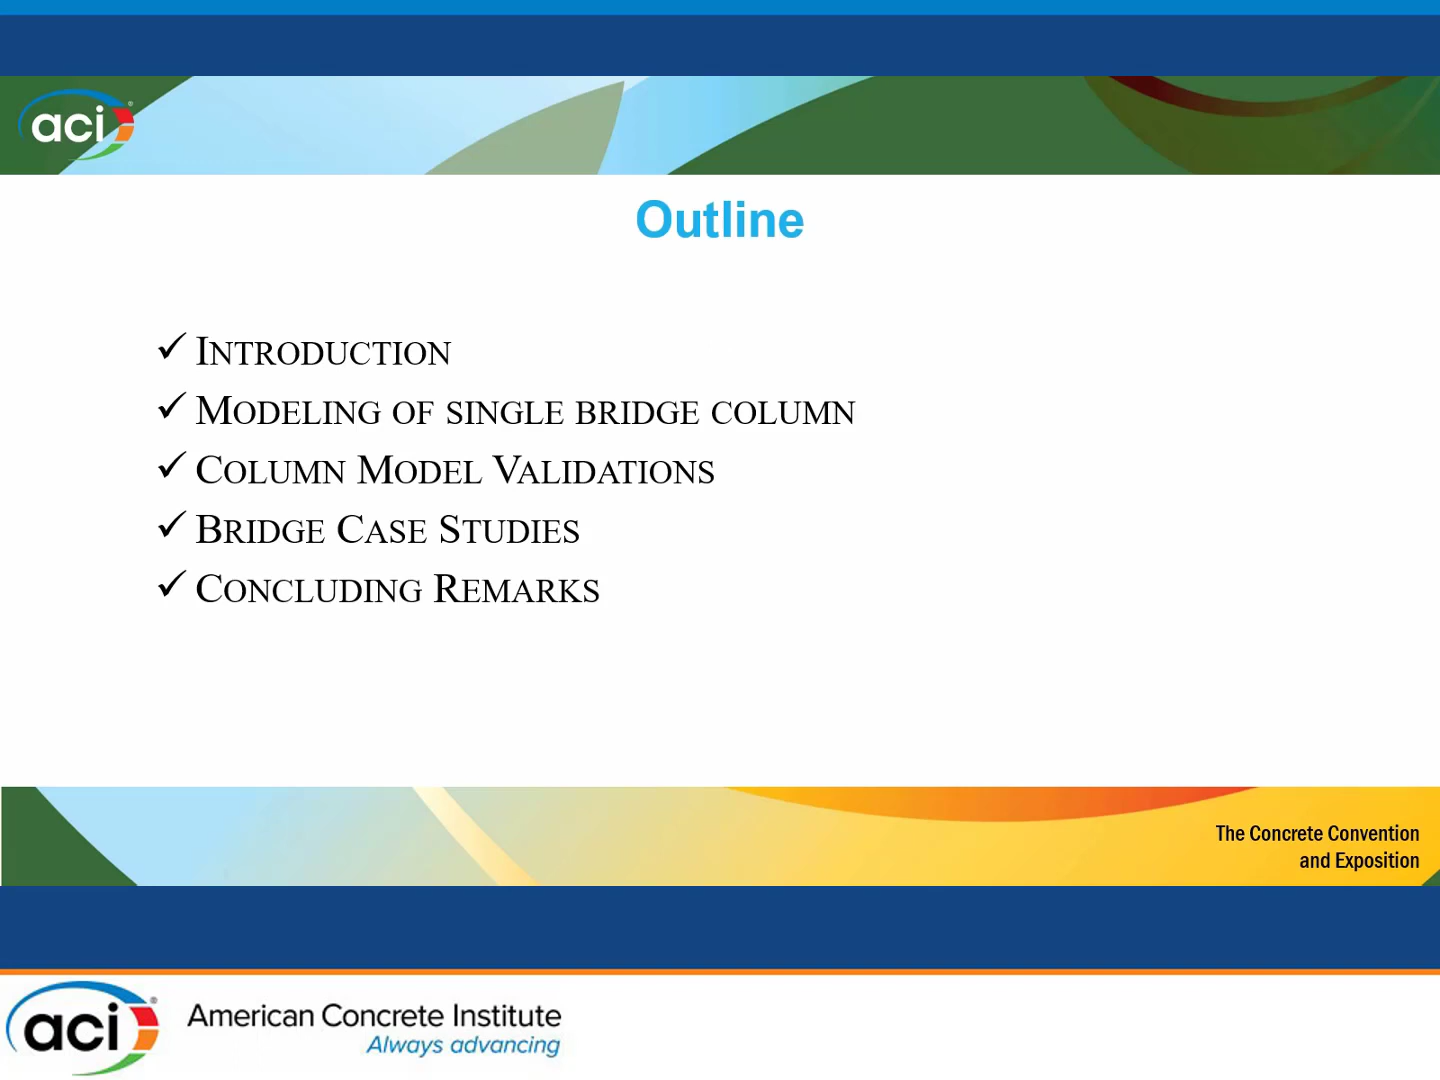 aci®
Outline
✓ INTRODUCTION
✓ MODELING OF SINGLE BRIDGE COLUMN
✓ COLUMN MODEL VALIDATIONS
✓ BRIDGE CASE STUDIES
✓ CONCLUDING REMARKS
The Concrete Convention
and Exposition
aci®
American Concrete Institute
Always advancing